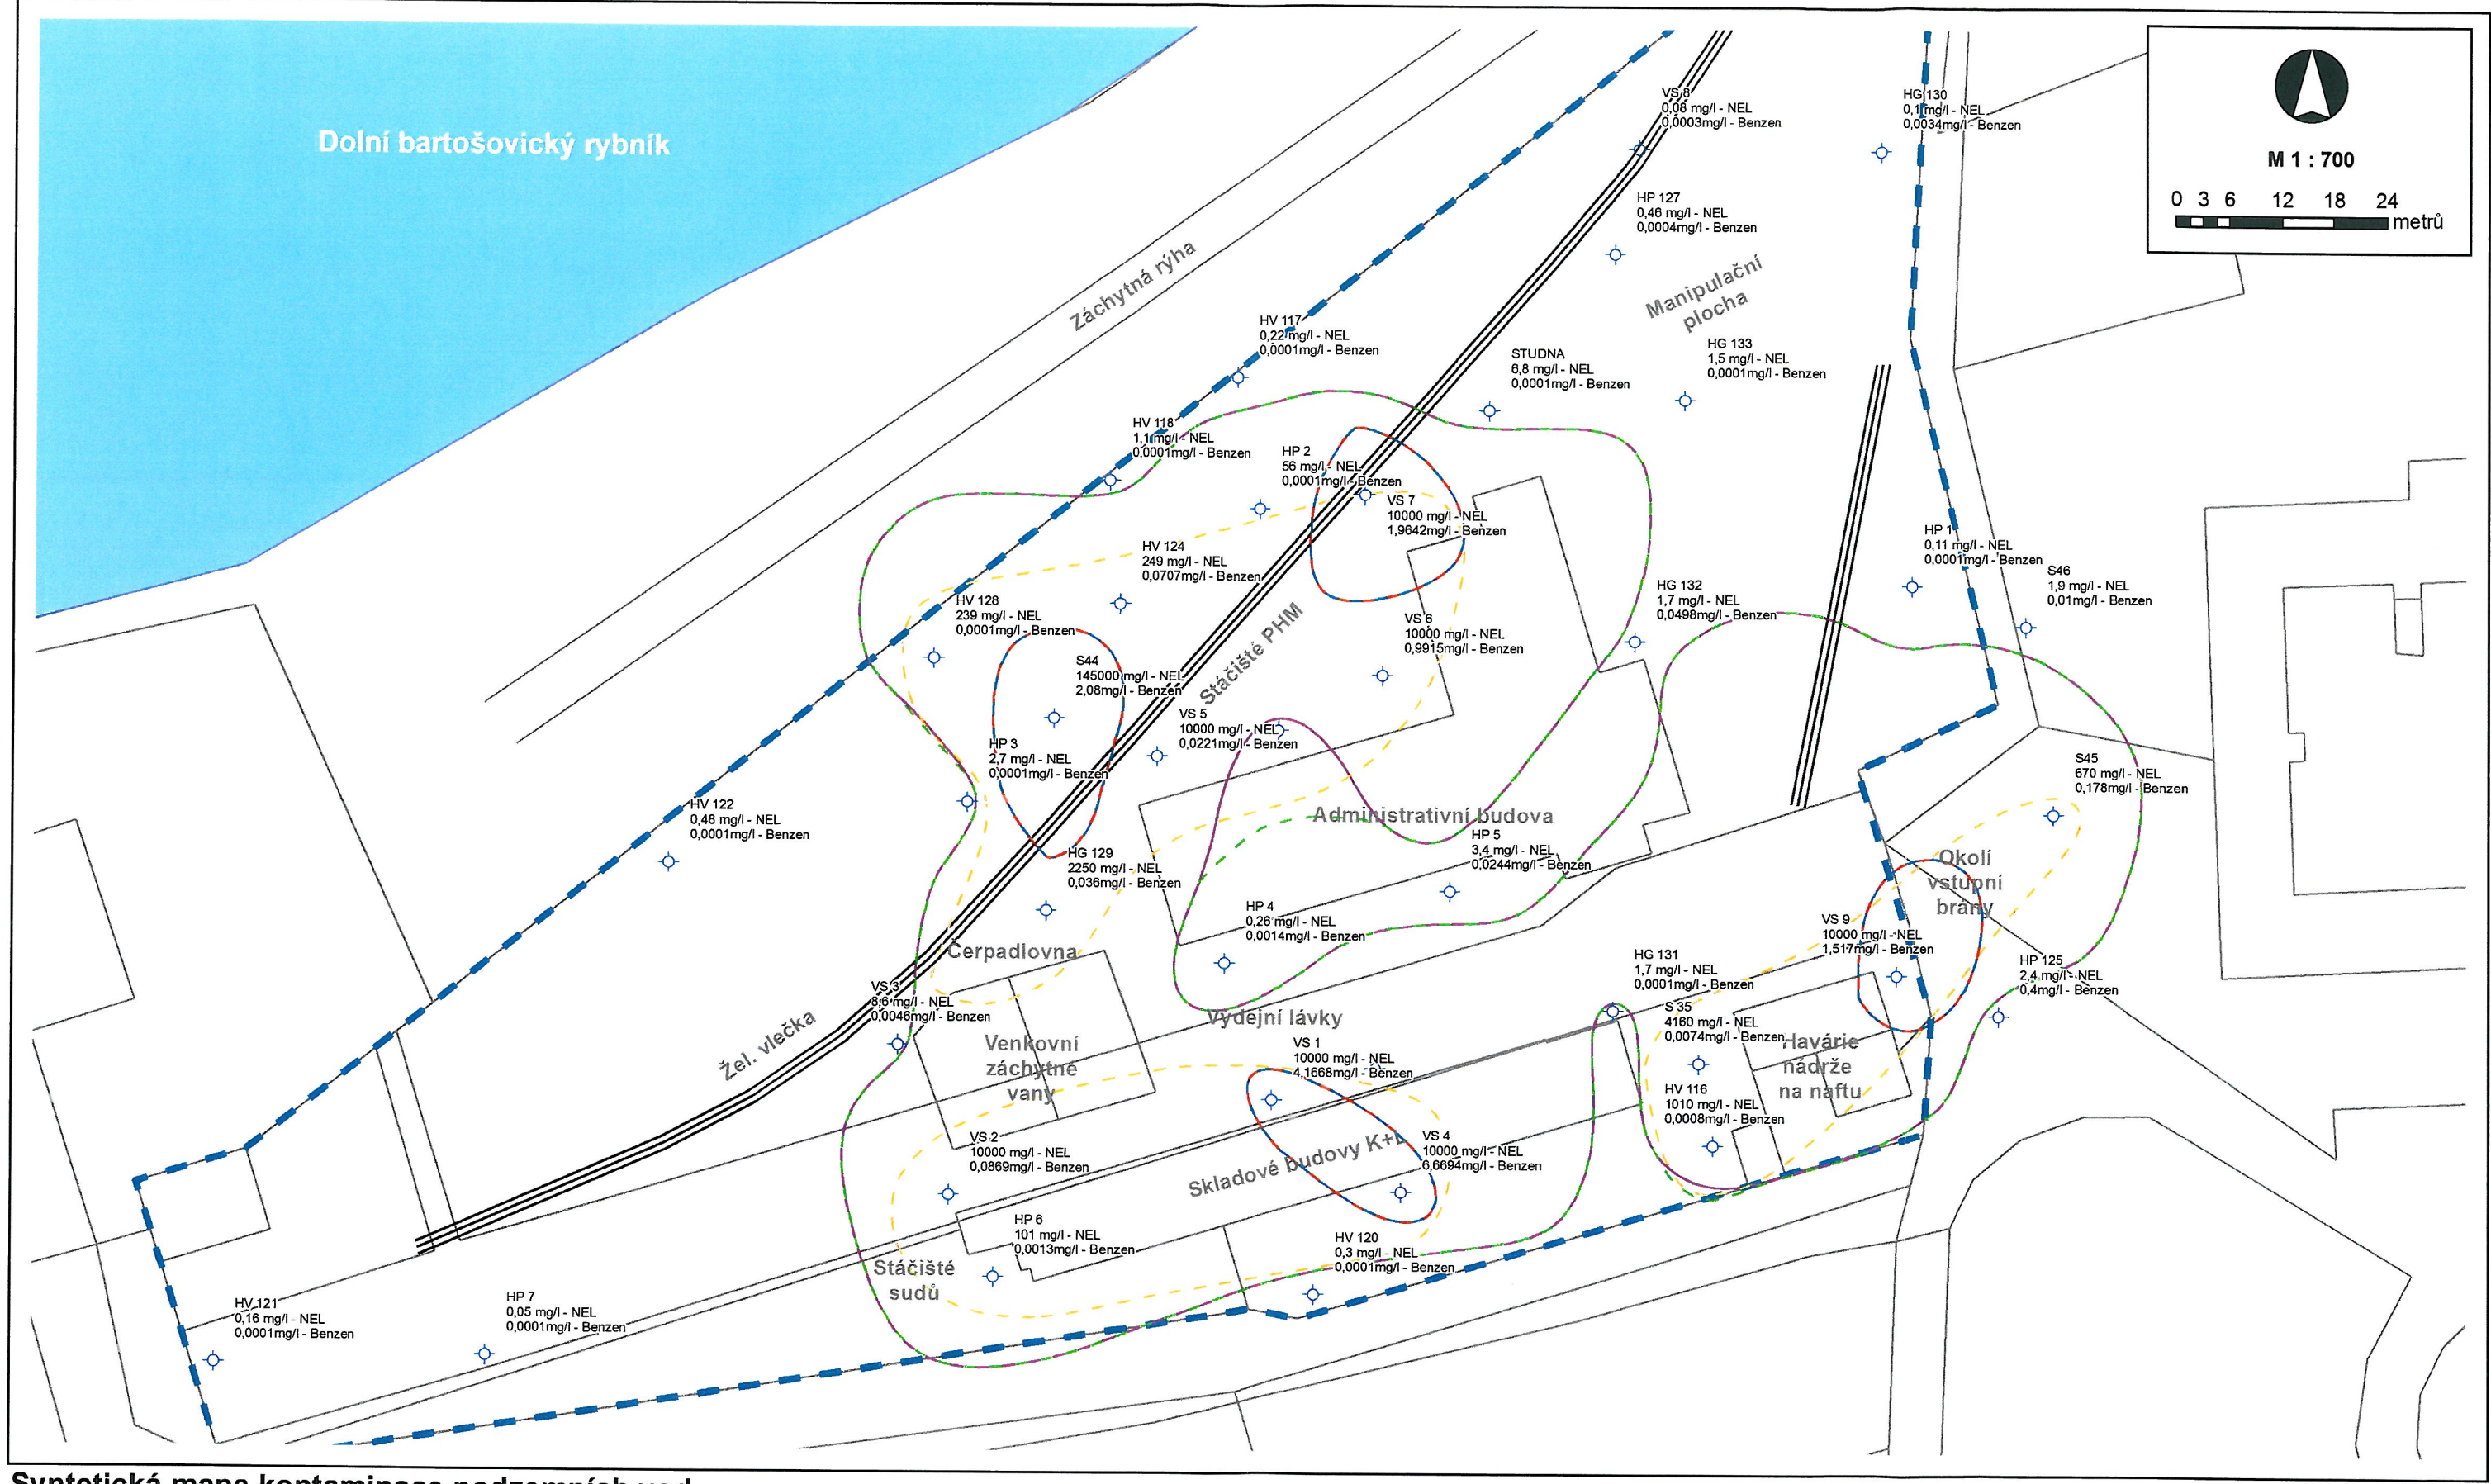 Dolní bartošovický rybník
M 1 : 700
0 3 6 12 18 24
metrů
VS 8
0,08 mg/l - NEL
0,0003mg/l - Benzen
HG 130
0,1 mg/l - NEL
0,0034mg/l - Benzen
HP 127
0,46 mg/l - NEL
0,0004mg/l - Benzen
Záchytná rýha
Manipulační
plocha
HV 117
0,22 mg/l - NEL
0,0001mg/l - Benzen
STUDNA
6,8 mg/l - NEL
0,0001mg/l - Benzen
HG 133
1,5 mg/l - NEL
0,0001mg/l - Benzen
HV 118
1,1 mg/l - NEL
0,0001mg/l - Benzen
HP 2
56 mg/l - NEL
0,0001mg/l - Benzen
VS 7
10000 mg/l - NEL
1,9642mg/l - Benzen
HV 124
249 mg/l - NEL
0,0707mg/l - Benzen
HP 1
0,11 mg/l - NEL
0,0001mg/l - Benzen
S46
1,9 mg/l - NEL
0,01mg/l - Benzen
HV 128
239 mg/l - NEL
0,0001mg/l - Benzen
VS 6
10000 mg/l - NEL
0,9915mg/l - Benzen
HG 132
1,7 mg/l - NEL
0,0498mg/l - Benzen
S44
145000 mg/l - NEL
2,08mg/l - Benzen
Stáčiště PHM
VS 5
10000 mg/l - NEL
0,0221mg/l - Benzen
HP 3
2,7 mg/l - NEL
0,0001mg/l - Benzen
S45
670 mg/l - NEL
0,178mg/l - Benzen
HV 122
0,48 mg/l - NEL
0,0001mg/l - Benzen
Administrativní budova
HP 5
3,4 mg/l - NEL
0,0244mg/l - Benzen
HG 129
2250 mg/l - NEL
0,036mg/l - Benzen
Okolí
vstupní
brány
HP 4
0,26 mg/l - NEL
0,0014mg/l - Benzen
VS 9
10000 mg/l - NEL
1,517mg/l - Benzen
Čerpadlovna
HG 131
1,7 mg/l - NEL
0,0001mg/l - Benzen
HP 125
2,4 mg/l - NEL
0,4mg/l - Benzen
VS 3
8,6 mg/l - NEL
0,0046mg/l - Benzen
Výdejní lávky
S 35
4160 mg/l - NEL
0,0074mg/l - Benzen
Žel. vlečka
Venkovní
záchytné
vany
VS 1
10000 mg/l - NEL
4,1668mg/l - Benzen
Havárie
nádrže
na naftu
HV 116
1010 mg/l - NEL
0,0008mg/l - Benzen
VS 2
10000 mg/l - NEL
0,0869mg/l - Benzen
Skladové budovy K+L
VS 4
10000 mg/l - NEL
6,6694mg/l - Benzen
HP 6
101 mg/l - NEL
0,0013mg/l - Benzen
HV 120
0,3 mg/l - NEL
0,0001mg/l - Benzen
Stáčiště
sudů
HV 121
0,16 mg/l - NEL
0,0001mg/l - Benzen
HP 7
0,05 mg/l - NEL
0,0001mg/l - Benzen
Syntetická mapa kontaminace podzemních vod